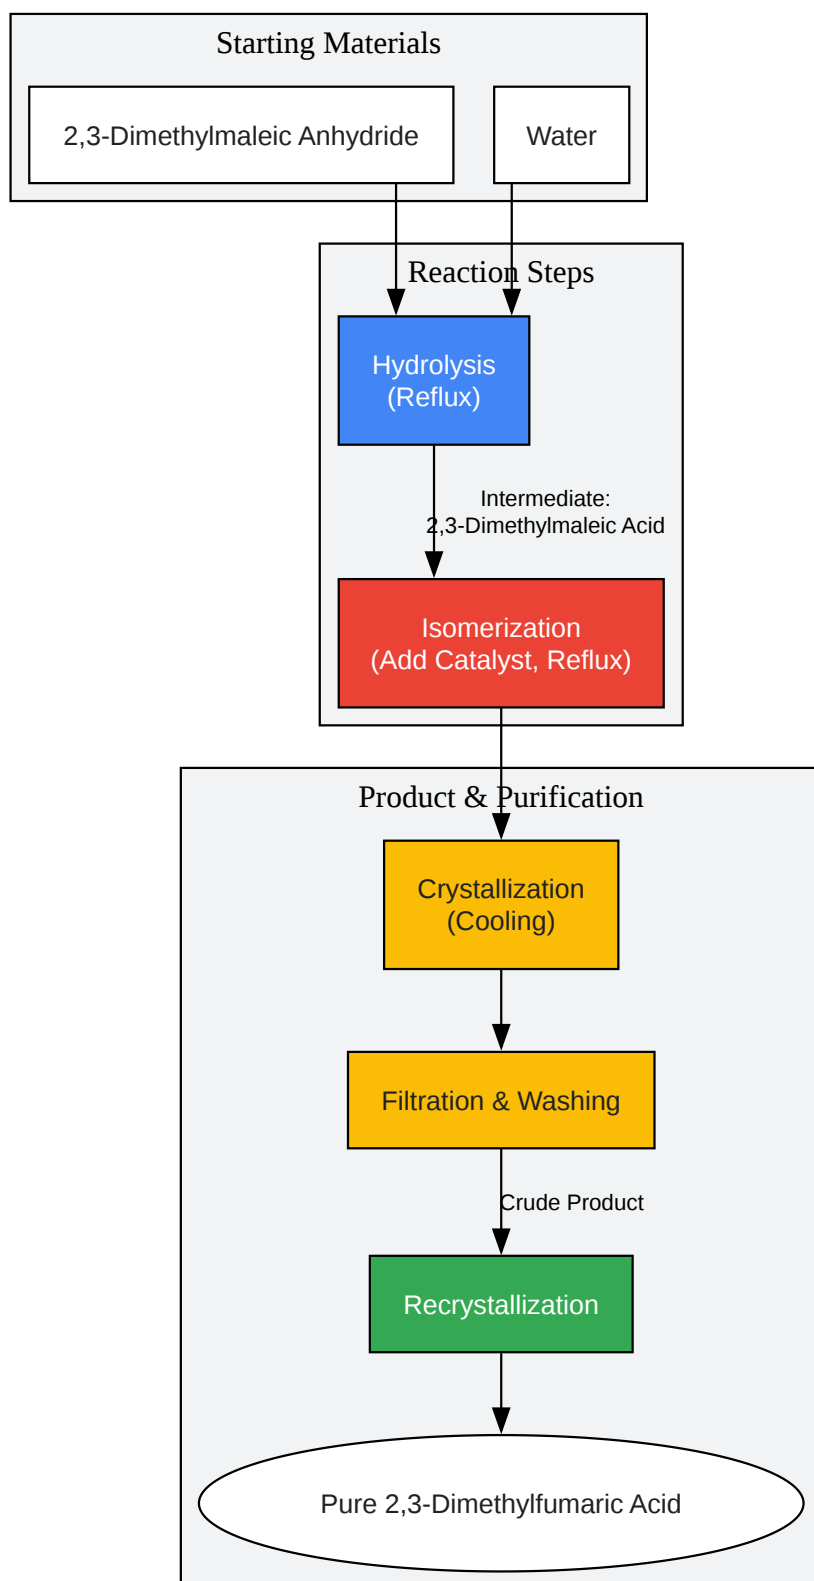 Starting Materials
2,3-Dimethylmaleic Anhydride
Water
Reaction Steps
Hydrolysis
(Reflux)
Intermediate:
2,3-Dimethylmaleic Acid
Isomerization
(Add Catalyst, Reflux)
Product & Purification
Crystallization
(Cooling)
Filtration & Washing
Crude Product
Recrystallization
Pure 2,3-Dimethylfumaric Acid